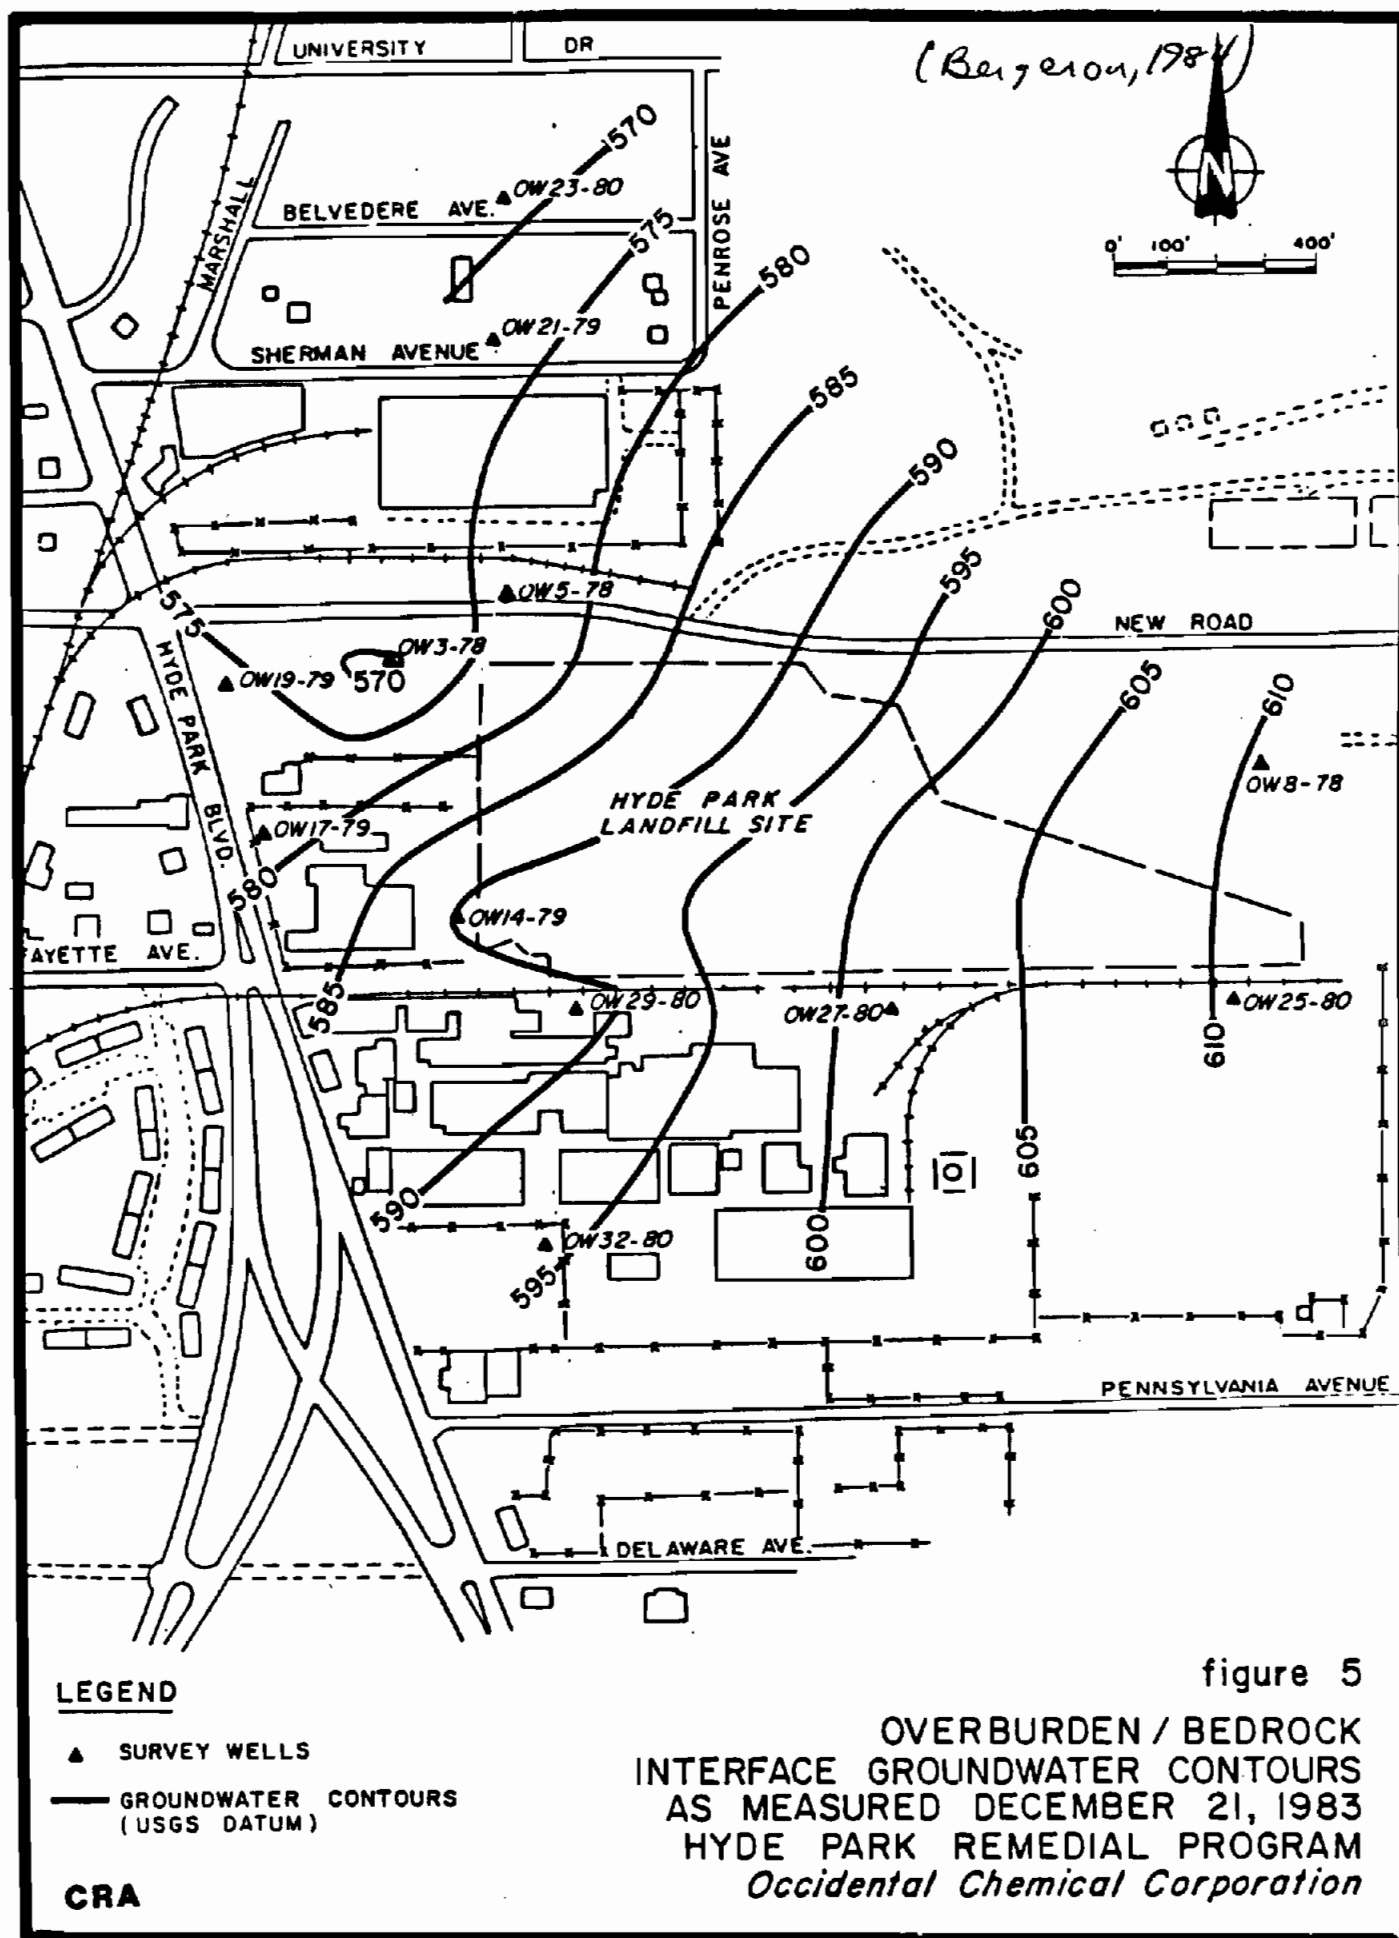 UNIVERSITY DR
(Bergeron, 198
N
0' 100' 400'
MARSHALL
BELVEDERE AVE.
PENROSE AVE
SHERMAN AVENUE
570
575
580
585
590
595
600
605
610
OW23-80
OW21-79
OW5-78
OW3-78
570
575
OW19-79
NEW ROAD
HYDE PARK BLVD.
OW8-78
HYDE PARK
LANDFILL SITE
OW17-79
580
OW14-79
FAYETTE AVE.
585
OW29-80
OW27-80
OW25-80
610
605
590
OW32-80
595
600
PENNSYLVANIA AVENUE
DELAWARE AVE.
LEGEND
SURVEY WELLS
GROUNDWATER CONTOURS
(USGS DATUM)
CRA
figure 5
OVERBURDEN / BEDROCK
INTERFACE GROUNDWATER CONTOURS
AS MEASURED DECEMBER 21, 1983
HYDE PARK REMEDIAL PROGRAM
Occidental Chemical Corporation